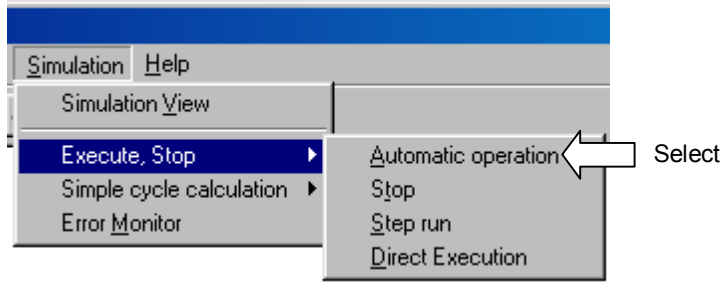 Simulation Help
Simulation View
Execute, Stop
Automatic operation Select
Simple cycle calculation
Stop
Error Monitor
Step run
Direct Execution